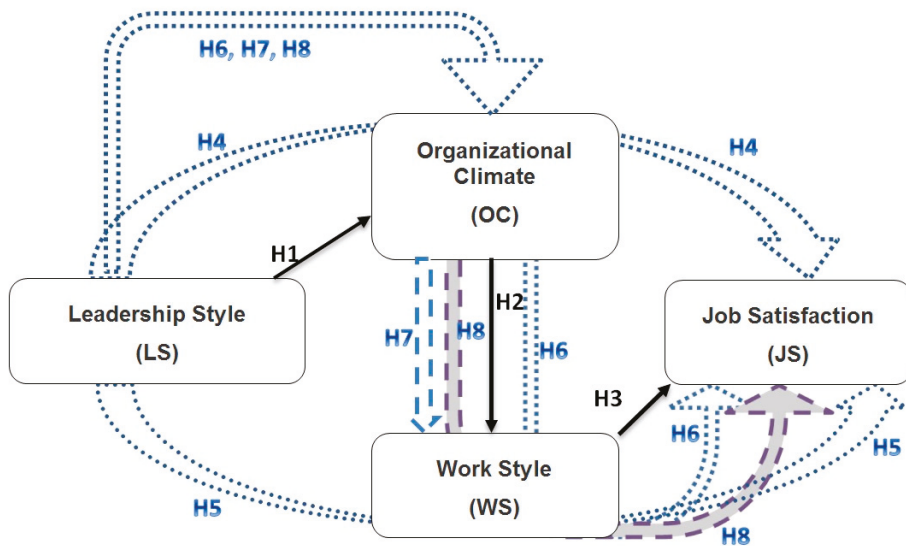 H6, H7, H8
H4
Organizational
Climate
(OC)
H4
H1
Leadership Style
(LS)
H2
H7
H8
H6
Job Satisfaction
(JS)
H3
H6
H5
Work Style
(WS)
H5
H8